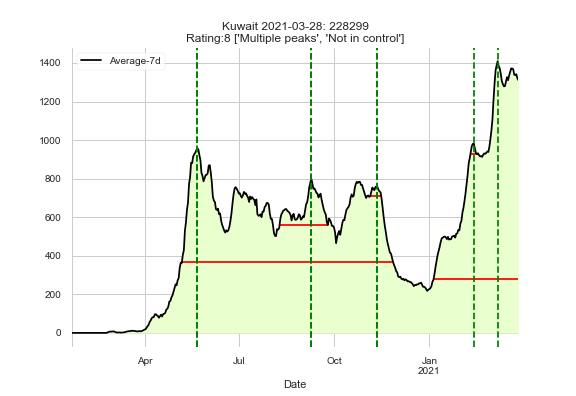 Kuwait 2021-03-28: 228299
Rating:8 ['Multiple peaks', 'Not in control']
Average-7d
1400
1200
1000
800
600
400
200
0
Apr
Jul
Oct
Jan
2021
Date